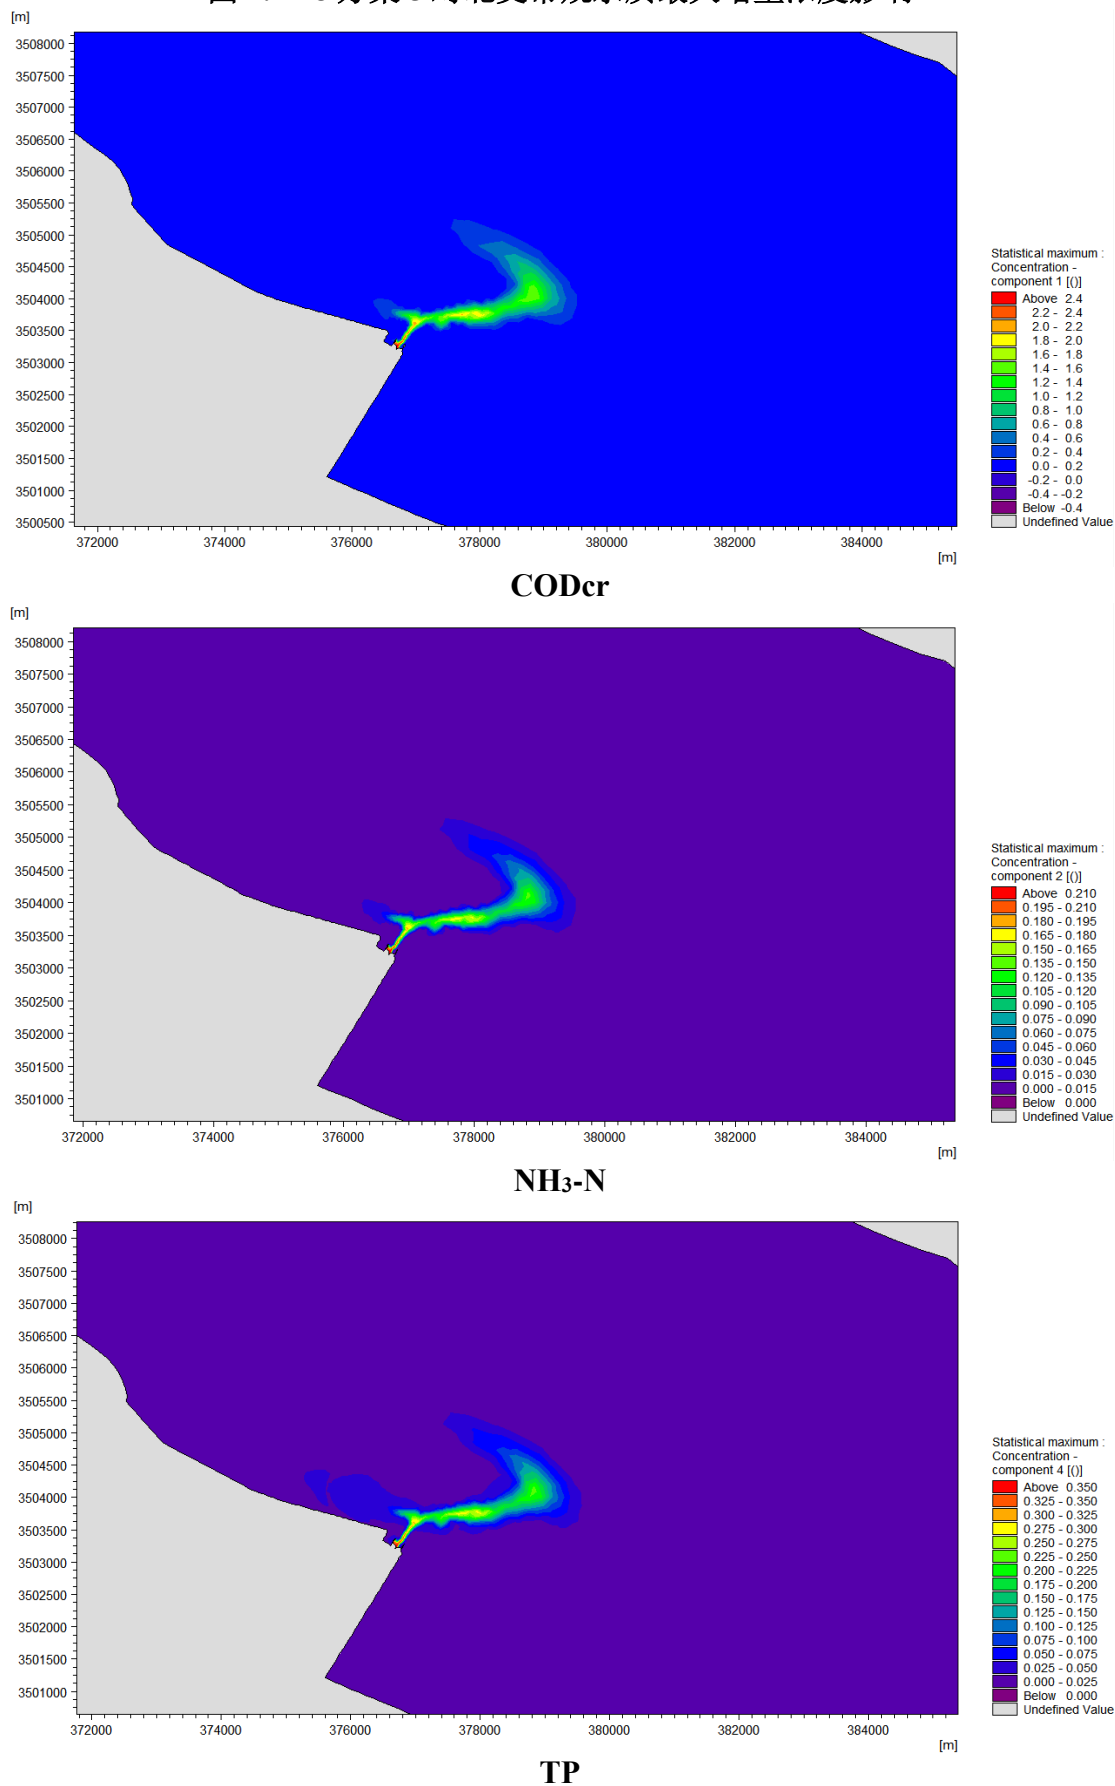 [m]
3508000
3507500
3507000
3506500
3506000
3505500
3505000
3504500
3504000
3503500
3503000
3502500
3502000
3501500
3501000
3500500
372000 374000 376000 378000 380000 382000 384000
[m]
Statistical maximum :
Concentration -
component 1 [()]
Above 2.4
2.2 - 2.4
2.0 - 2.2
1.8 - 2.0
1.6 - 1.8
1.4 - 1.6
1.2 - 1.4
1.0 - 1.2
0.8 - 1.0
0.6 - 0.8
0.4 - 0.6
0.2 - 0.4
0.0 - 0.2
-0.2 - 0.0
-0.4 - -0.2
Below -0.4
Undefined Value
CODcr
[m]
3508000
3507500
3507000
3506500
3506000
3505500
3505000
3504500
3504000
3503500
3503000
3502500
3502000
3501500
3501000
372000 374000 376000 378000 380000 382000 384000
[m]
Statistical maximum :
Concentration -
component 2 [()]
Above 0.210
0.195 - 0.210
0.180 - 0.195
0.165 - 0.180
0.150 - 0.165
0.135 - 0.150
0.120 - 0.135
0.105 - 0.120
0.090 - 0.105
0.075 - 0.090
0.060 - 0.075
0.045 - 0.060
0.030 - 0.045
0.015 - 0.030
0.000 - 0.015
Below 0.000
Undefined Value
NH₃-N
[m]
3508000
3507500
3507000
3506500
3506000
3505500
3505000
3504500
3504000
3503500
3503000
3502500
3502000
3501500
3501000
372000 374000 376000 378000 380000 382000 384000
[m]
Statistical maximum :
Concentration -
component 4 [()]
Above 0.350
0.325 - 0.350
0.300 - 0.325
0.275 - 0.300
0.250 - 0.275
0.225 - 0.250
0.200 - 0.225
0.175 - 0.200
0.150 - 0.175
0.125 - 0.150
0.100 - 0.125
0.075 - 0.100
0.050 - 0.075
0.025 - 0.050
0.000 - 0.025
Below 0.000
Undefined Value
TP